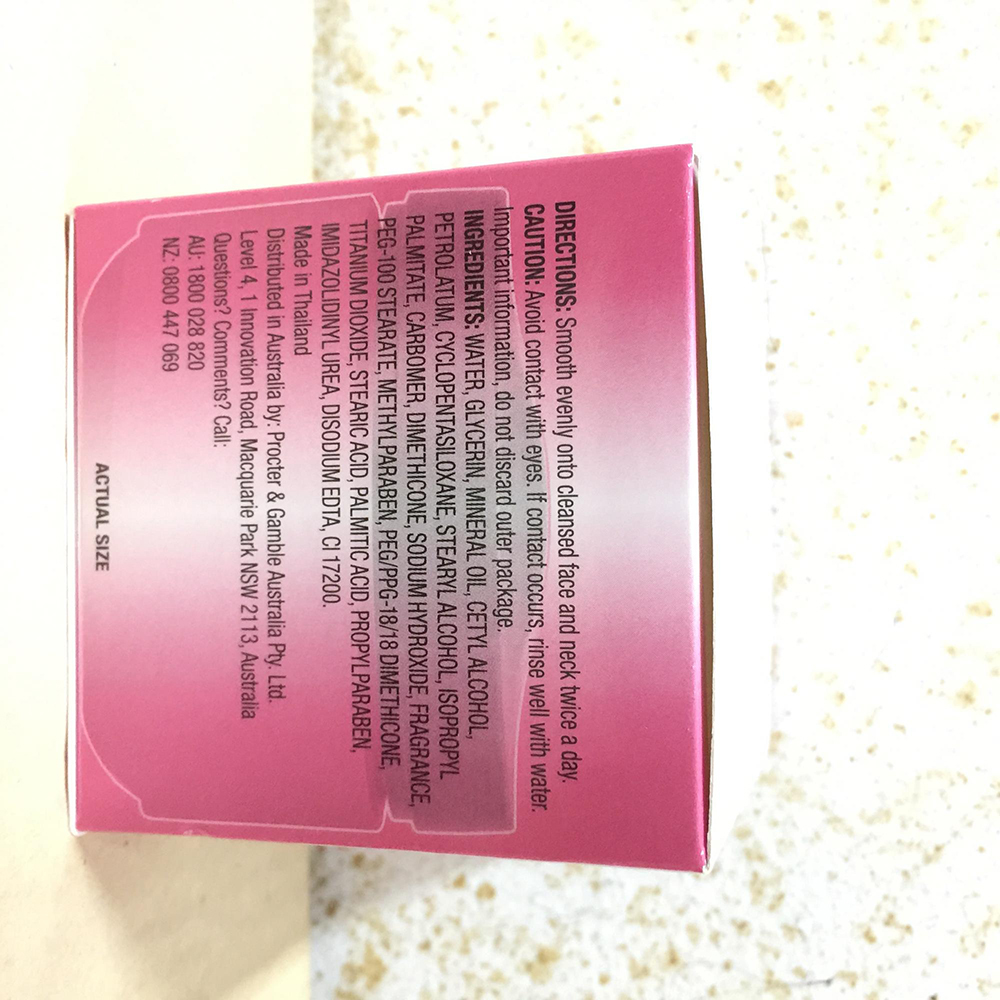 DIRECTIONS: Smooth evenly onto cleansed face and neck twice a day.
CAUTION: Avoid contact with eyes. If contact occurs, rinse well with water.
Important information, do not discard outer package.
INGREDIENTS: WATER, GLYCERIN, MINERAL OIL, CETYL ALCOHOL,
PETROLATUM, CYCLOPENTASILOXANE, STEARYL ALCOHOL, ISOPROPYL
PALMITATE, CARBOMER, DIMETHICONE, SODIUM HYDROXIDE, FRAGRANCE,
PEG-100 STEARATE, METHYLPARABEN, PEG/PPG-18/18 DIMETHICONE,
TITANIUM DIOXIDE, STEARIC ACID, PALMITIC ACID, PROPYLPARABEN,
IMIDAZOLIDINYL UREA, DISODIUM EDTA, CI 17200.
Made in Thailand
Distributed in Australia by: Procter & Gamble Australia Pty. Ltd.
Level 4, 1 Innovation Road, Macquarie Park NSW 2113, Australia
Questions? Comments? Call:
AU: 1800 028 820
NZ: 0800 447 069
ACTUAL SIZE